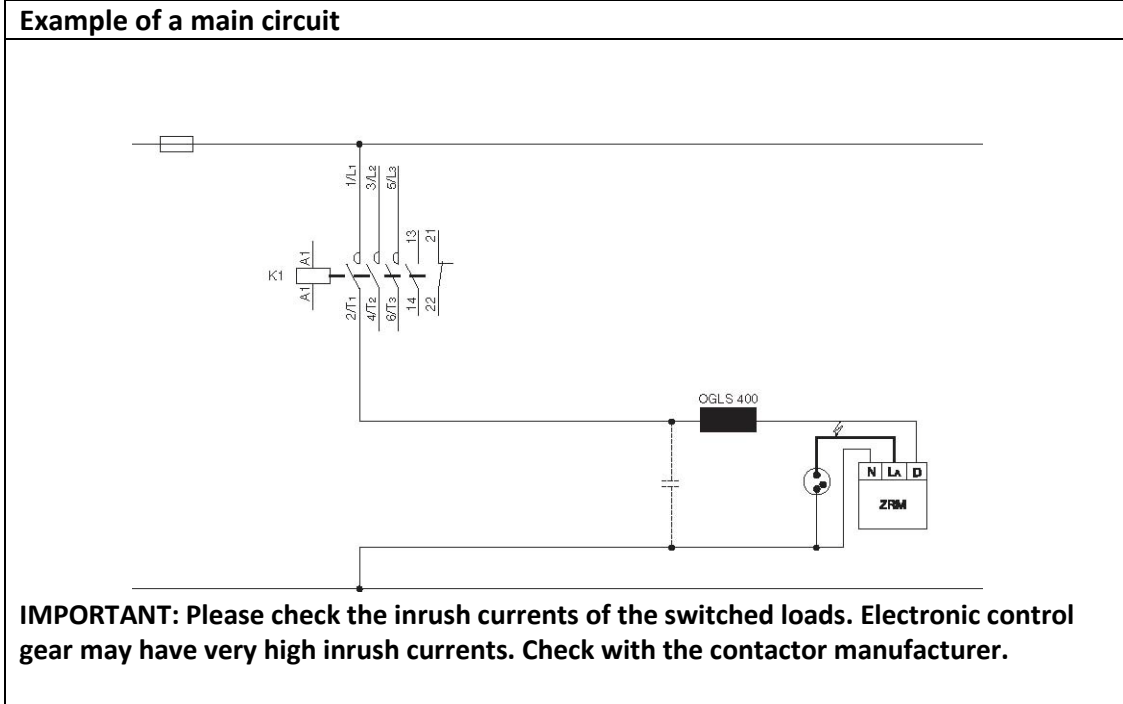 Example of a main circuit
1/L1
3/L2
5/L3
13
21
A1
K1
A1
2/T1
4/T2
6/T3
14
22
OGLS 400
N LA D
ZRM
IMPORTANT: Please check the inrush currents of the switched loads. Electronic control
gear may have very high inrush currents. Check with the contactor manufacturer.